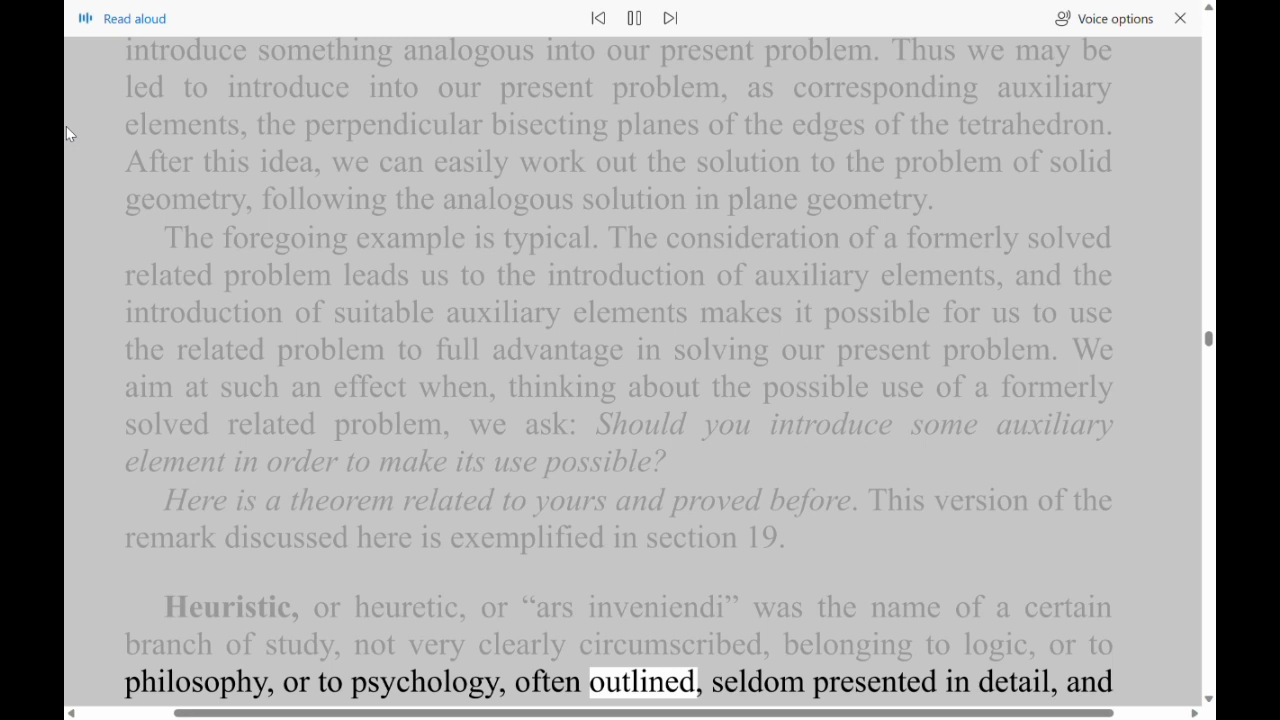 Read aloud
Voice options
introduce something analogous into our present problem. Thus we may be
led to introduce into our present problem, as corresponding auxiliary
elements, the perpendicular bisecting planes of the edges of the tetrahedron.
After this idea, we can easily work out the solution to the problem of solid
geometry, following the analogous solution in plane geometry.
The foregoing example is typical. The consideration of a formerly solved
related problem leads us to the introduction of auxiliary elements, and the
introduction of suitable auxiliary elements makes it possible for us to use
the related problem to full advantage in solving our present problem. We
aim at such an effect when, thinking about the possible use of a formerly
solved related problem, we ask: Should you introduce some auxiliary
element in order to make its use possible?
Here is a theorem related to yours and proved before. This version of the
remark discussed here is exemplified in section 19.
Heuristic, or heuretic, or “ars inveniendi” was the name of a certain
branch of study, not very clearly circumscribed, belonging to logic, or to
philosophy, or to psychology, often outlined, seldom presented in detail, and